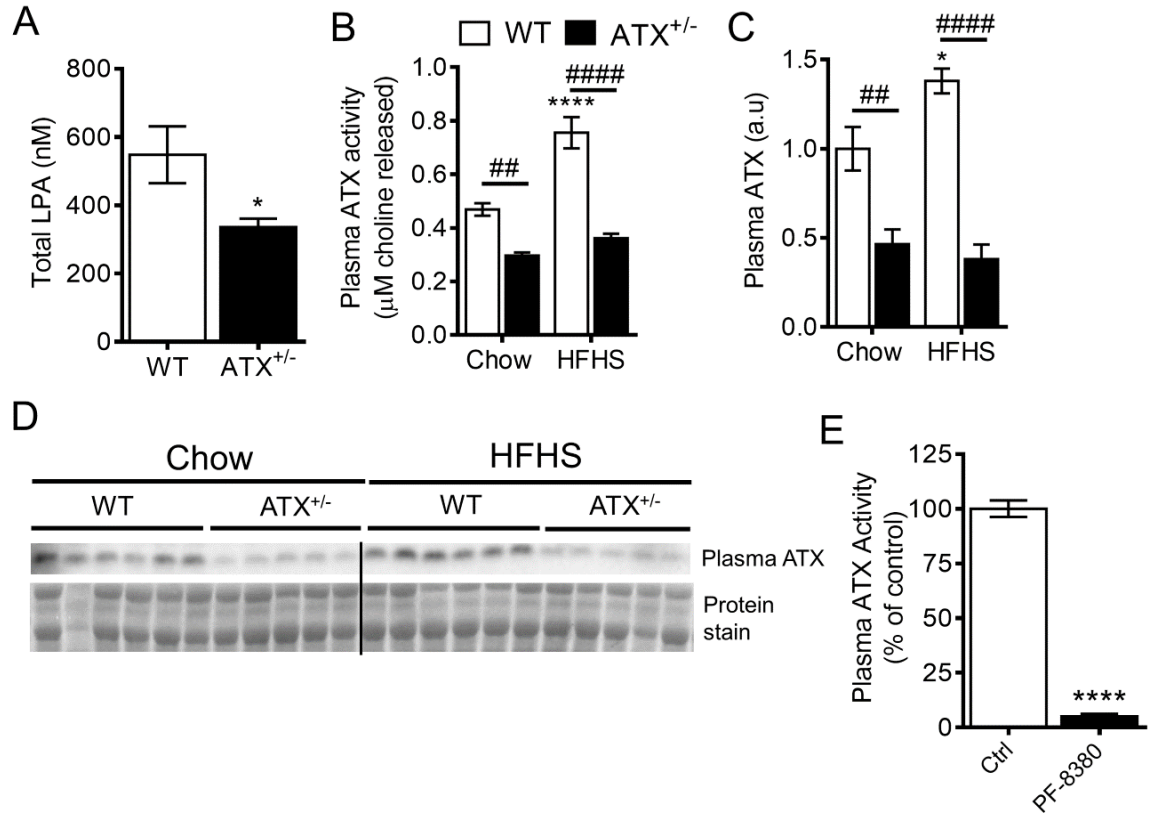 A
Total LPA (nM)
800
600
400
200
0
*
WT
ATX+/-
B
WT
ATX+/-
Plasma ATX activity
(μM choline released)
1.0
0.8
0.6
0.4
0.2
0.0
##
****
####
Chow
HFHS
C
Plasma ATX (a.u)
1.5
1.0
0.5
0.0
##
*
####
Chow
HFHS
D
Chow
HFHS
WT
ATX+/-
WT
ATX+/-
Plasma ATX
Protein
stain
E
Plasma ATX Activity
(% of control)
125
100
75
50
25
0
****
Ctrl
PF-8380